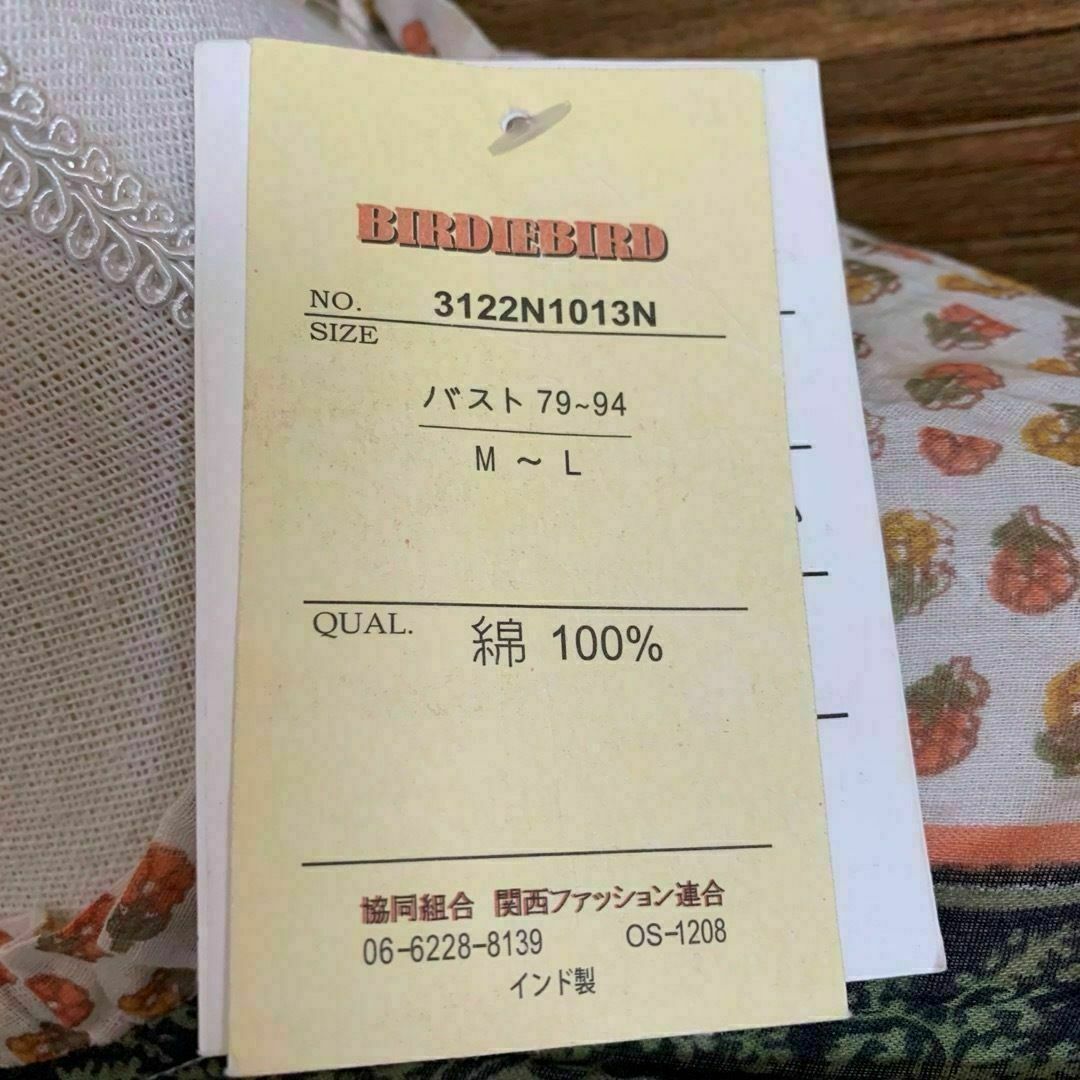 BIRDIEBIRD
NO. 3122N1013N
SIZE
バスト 79~94
M ～ L
QUAL. 綿 100%
協同組合 関西ファッション連合
06-6228-8139 OS-1208
インド製